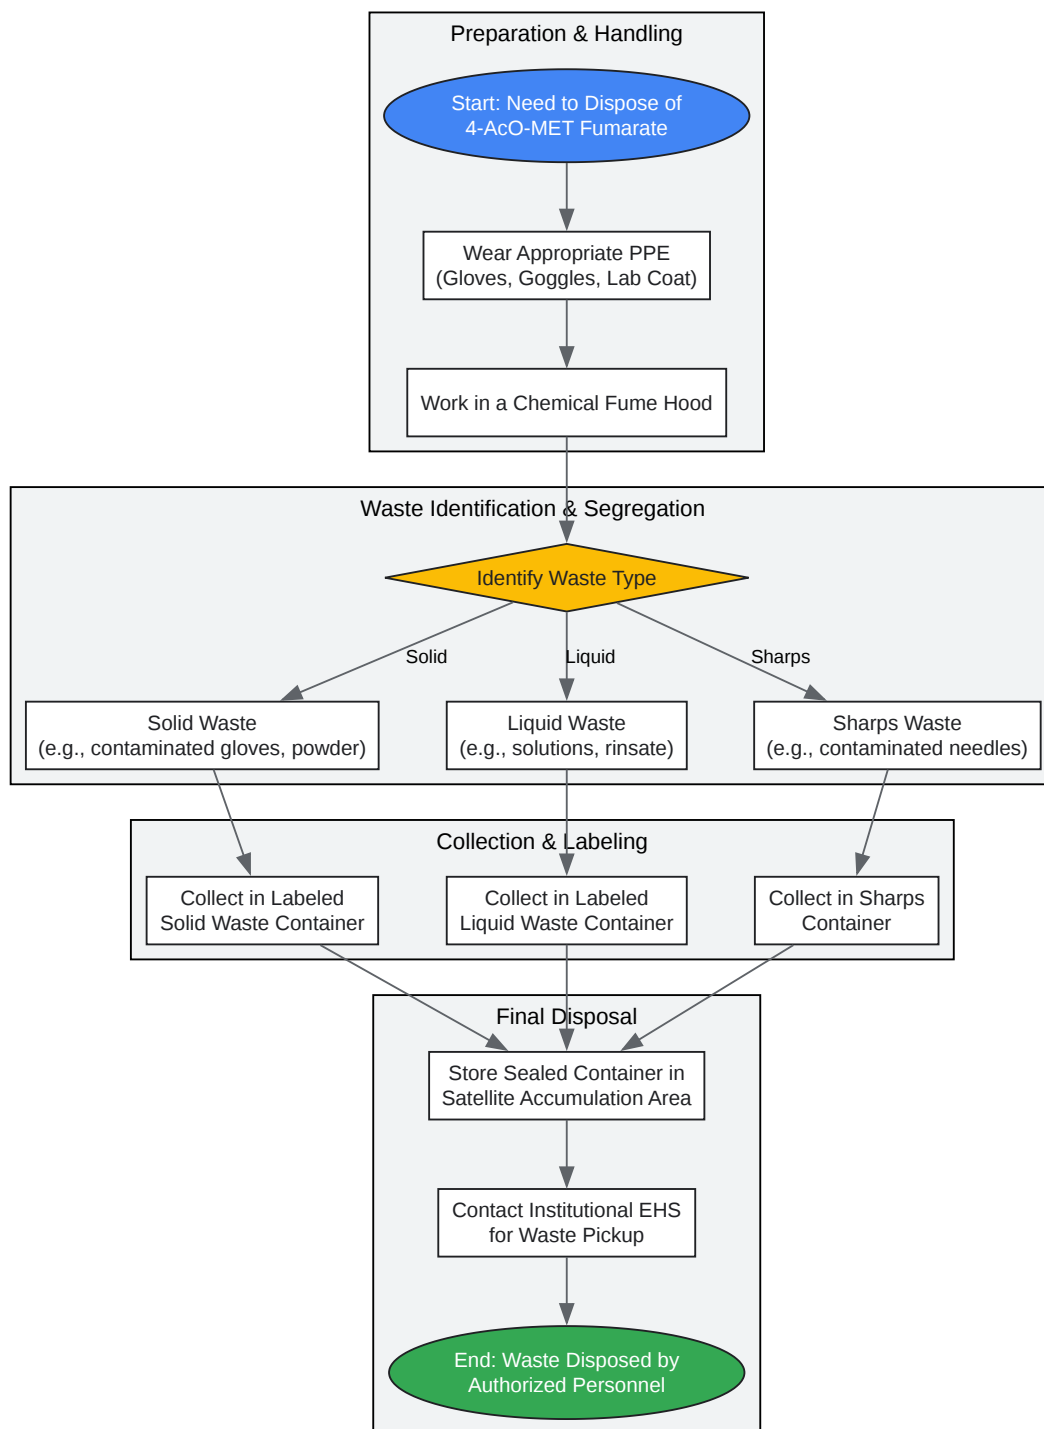 Preparation & Handling
Start: Need to Dispose of
4-AcO-MET Fumarate
Wear Appropriate PPE
(Gloves, Goggles, Lab Coat)
Work in a Chemical Fume Hood
Waste Identification & Segregation
Identify Waste Type
Solid
Liquid
Sharps
Solid Waste
(e.g., contaminated gloves, powder)
Liquid Waste
(e.g., solutions, rinsate)
Sharps Waste
(e.g., contaminated needles)
Collection & Labeling
Collect in Labeled
Solid Waste Container
Collect in Labeled
Liquid Waste Container
Collect in Sharps
Container
Final Disposal
Store Sealed Container in
Satellite Accumulation Area
Contact Institutional EHS
for Waste Pickup
End: Waste Disposed by
Authorized Personnel